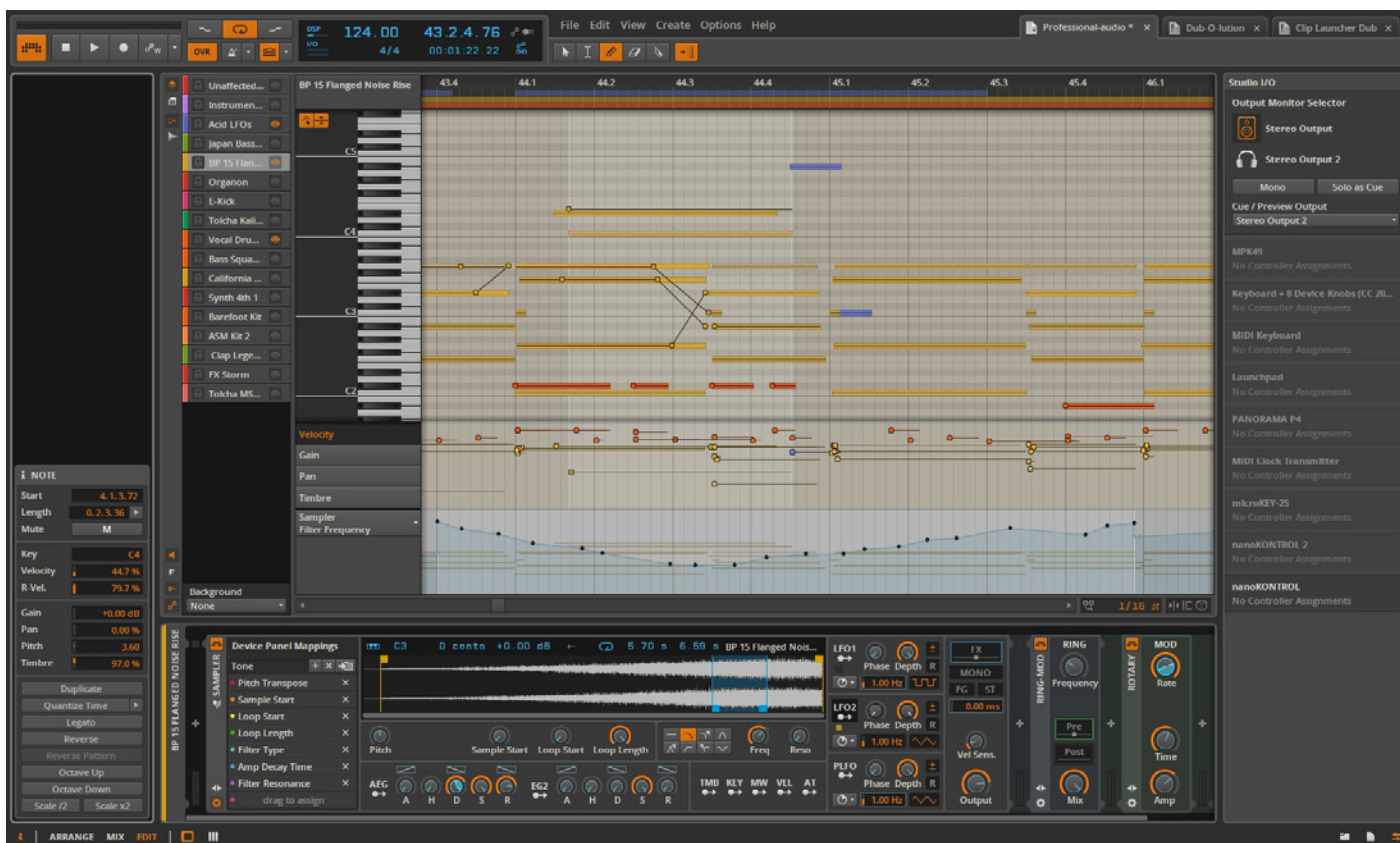 DSP
I/O
124.00
4/4
43.2.4.76
00:01:22.22
File Edit View Create Options Help
Professional-audio * ×
Dub-O-lution ×
Clip Launcher Dub ×
OVR
W
Unaffected...
Instrumen...
Acid LFOs
Japan Bass...
BP 15 Flan...
Organon
E-Kick
Tolcha Kali...
Vocal Dru...
Bass Squa...
California ...
Synth 4th 1
Barefoot Kit
ASM Kit 2
Clap Lege...
FX Storm
Tolcha MS...
Background
None
BP 15 Flanged Noise Rise
43.4 44.1 44.2 44.3 44.4 45.1 45.2 45.3 45.4 46.1
C5
C4
C3
C2
Velocity
Gain
Pan
Timbre
Sampler
Filter Frequency
1/16 st
Studio I/O
Output Monitor Selector
Stereo Output
Stereo Output 2
Mono Solo as Cue
Cue / Preview Output
Stereo Output 2
MPK49
No Controller Assignments
Keyboard + 8 Device Knobs (CC 20...
No Controller Assignments
MIDI Keyboard
No Controller Assignments
Launchpad
No Controller Assignments
PANORAMA P4
No Controller Assignments
MIDI Clock Transmitter
No Controller Assignments
microKEY-25
No Controller Assignments
nanoKONTROL 2
No Controller Assignments
nanoKONTROL
No Controller Assignments
i NOTE
Start 4.1.3.72
Length 0.2.3.36
Mute M
Key C4
Velocity 44.7 %
R-Vel. 79.7 %
Gain +0.00 dB
Pan 0.00 %
Pitch 3.60
Timbre 97.0 %
Duplicate
Quantize Time
Legato
Reverse
Reverse Pattern
Octave Up
Octave Down
Scale /2 Scale x2
F
BP 15 FLANGED NOISE RISE
SAMPLER
Device Panel Mappings
Tone + ×
Pitch Transpose ×
Sample Start ×
Loop Start ×
Loop Length ×
Filter Type ×
Amp Decay Time ×
Filter Resonance ×
drag to assign
C3 0 cents +0.00 dB 5.70 s 6.59 s BP 15 Flanged Nois...
Pitch Sample Start Loop Start Loop Length Freq Reso
AEG A H D S R
EG2 A H D S R
TMB KEY MW VEL AT
LFO1
Phase Depth R
1.00 Hz
LFO2
Phase Depth R
1.00 Hz
PLFO
Phase Depth R
1.00 Hz
FX
MONO
FG ST
0.00 ms
Vel Sens.
Output
RING-MOD
RING
Frequency
Pre
Post
Mix
ROTARY
MOD
Rate
Time
Amp
i ARRANGE MIX EDIT